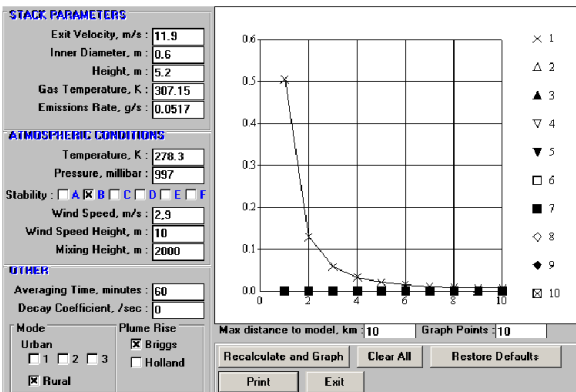 STACK PARAMETERS
Exit Velocity, m/s : 11.9
Inner Diameter, m : 0.6
Height, m : 5.2
Gas Temperature, K : 307.15
Emissions Rate, g/s : 0.0517
ATMOSPHERIC CONDITIONS
Temperature, K : 278.3
Pressure, millibar : 997
Stability : A B C D E F
Wind Speed, m/s : 2,9
Wind Speed Height, m : 10
Mixing Height, m : 2000
OTHER
Averaging Time, minutes : 60
Decay Coefficient, /sec : 0
Mode
Urban
1 2 3
Rural
Plume Rise
Briggs
Holland
0.6
0.5
0.4
0.3
0.2
0.1
0.0
0 2 4 6 8 10
1
2
3
4
5
6
7
8
9
10
Max distance to model, km : 10 Graph Points : 10
Recalculate and Graph Clear All Restore Defaults
Print Exit